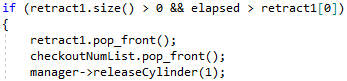 if (retract1.size() > 0 && elapsed > retract1[0])
{
    retract1.pop_front();
    checkoutNumList.pop_front();
    manager->releaseCylinder(1);